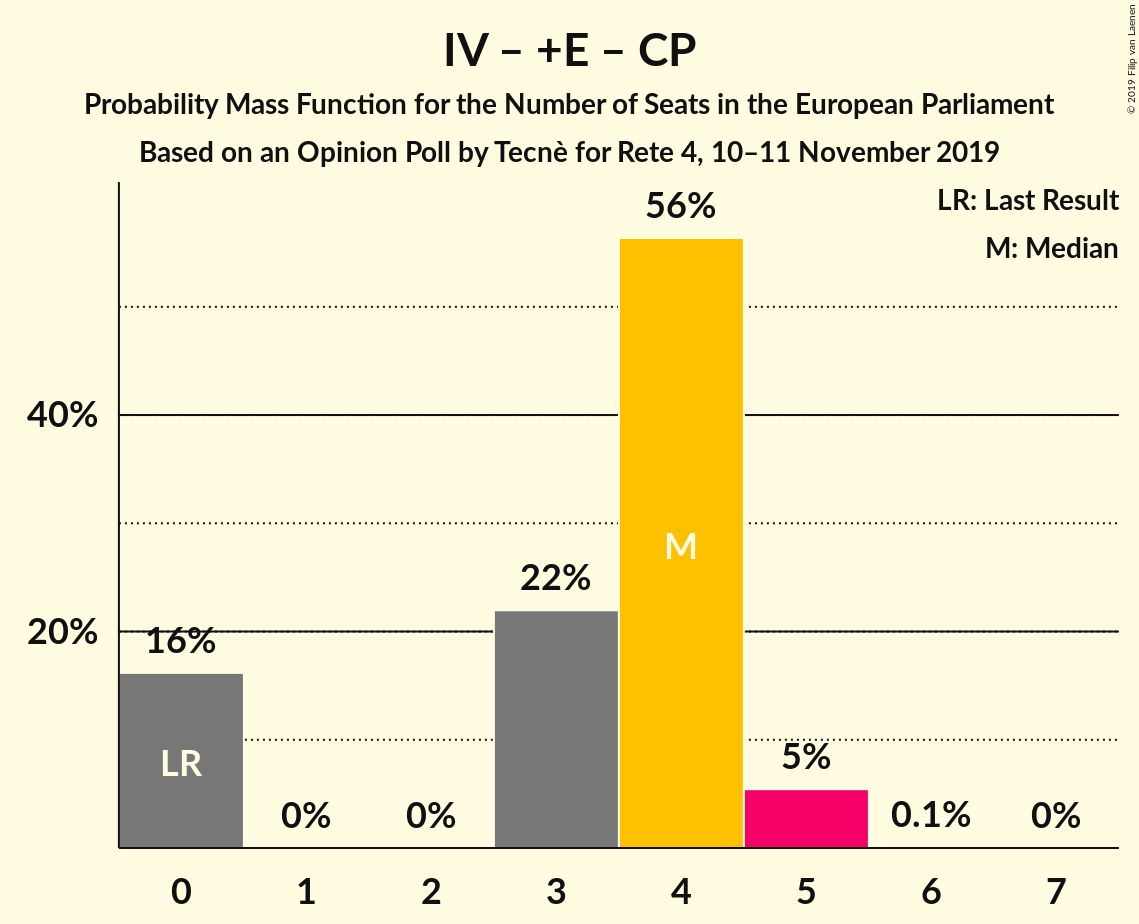 IV – +E – CP
Probability Mass Function for the Number of Seats in the European Parliament
Based on an Opinion Poll by Tecnè for Rete 4, 10–11 November 2019
© 2019 Filip van Laenen
LR: Last Result
M: Median
56%
40%
M
22%
20%
16%
LR
5%
0%
0%
0.1%
0%
0 1 2 3 4 5 6 7